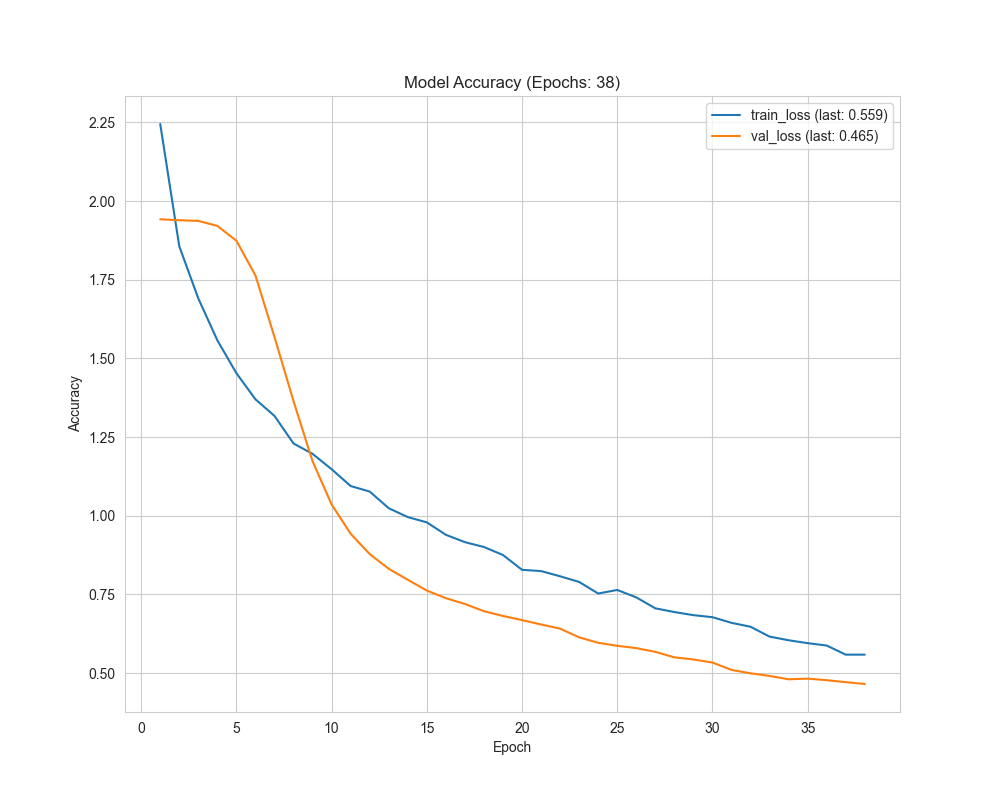 Model Accuracy (Epochs: 38)
train_loss (last: 0.559)
val_loss (last: 0.465)
2.25
2.00
1.75
1.50
1.25
1.00
0.75
0.50
Accuracy
0 5 10 15 20 25 30 35
Epoch